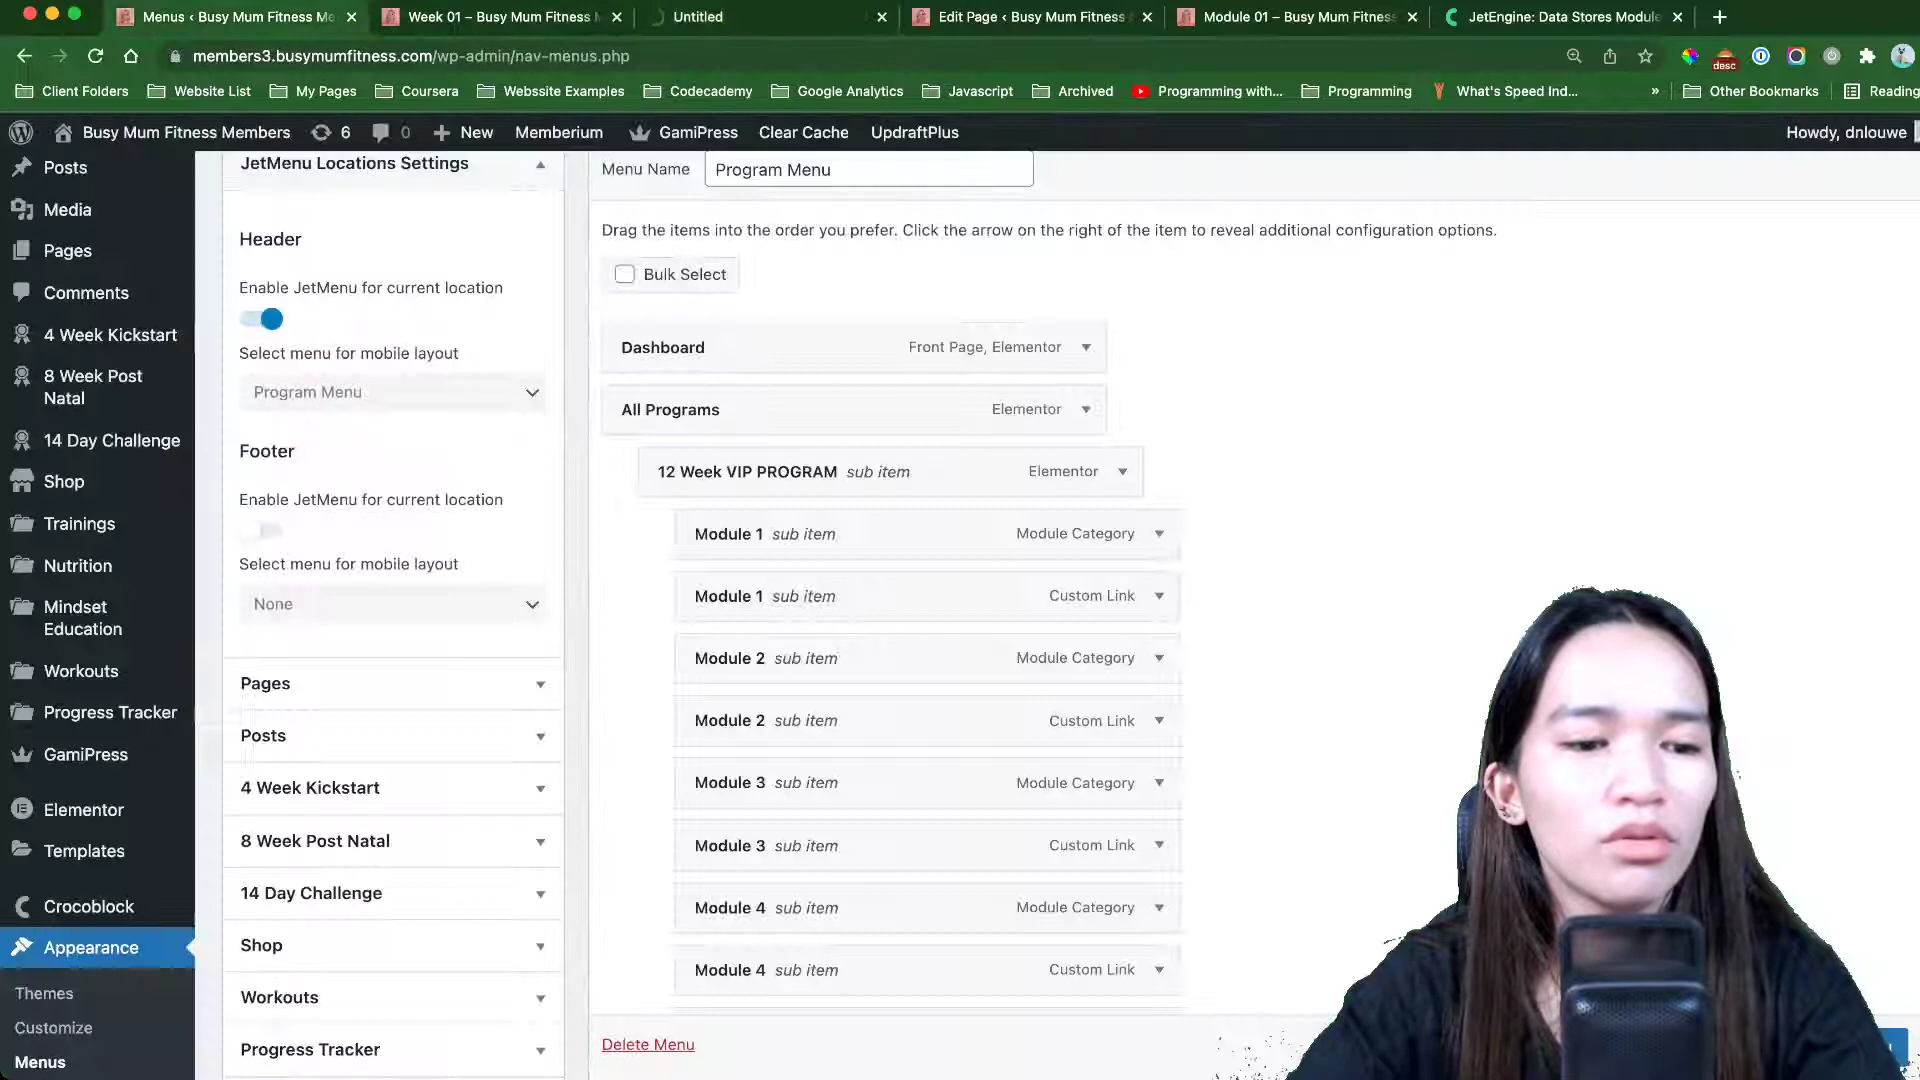 Menus ‹ Busy Mum Fitness Me
Week 01 – Busy Mum Fitness M
Untitled
Edit Page ‹ Busy Mum Fitness
Module 01 – Busy Mum Fitness
JetEngine: Data Stores Module
members3.busymumfitness.com/wp-admin/nav-menus.php
desc
Client Folders
Website List
My Pages
Coursera
Webssite Examples
Codecademy
Google Analytics
Javascript
Archived
Programming with...
Programming
What's Speed Ind...
»
Other Bookmarks
Reading
Busy Mum Fitness Members
6
0
New
Memberium
GamiPress
Clear Cache
UpdraftPlus
Howdy, dnlouwe
Posts
Media
Pages
Comments
4 Week Kickstart
8 Week Post
Natal
14 Day Challenge
Shop
Trainings
Nutrition
Mindset
Education
Workouts
Progress Tracker
GamiPress
Elementor
Templates
Crocoblock
Appearance
Themes
Customize
Menus
JetMenu Locations Settings
Header
Enable JetMenu for current location
Select menu for mobile layout
Program Menu
Footer
Enable JetMenu for current location
Select menu for mobile layout
None
Pages
Posts
4 Week Kickstart
8 Week Post Natal
14 Day Challenge
Shop
Workouts
Progress Tracker
Menu Name
Program Menu
Drag the items into the order you prefer. Click the arrow on the right of the item to reveal additional configuration options.
Bulk Select
Dashboard Front Page, Elementor
All Programs Elementor
12 Week VIP PROGRAM sub item Elementor
Module 1 sub item Module Category
Module 1 sub item Custom Link
Module 2 sub item Module Category
Module 2 sub item Custom Link
Module 3 sub item Module Category
Module 3 sub item Custom Link
Module 4 sub item Module Category
Module 4 sub item Custom Link
Delete Menu